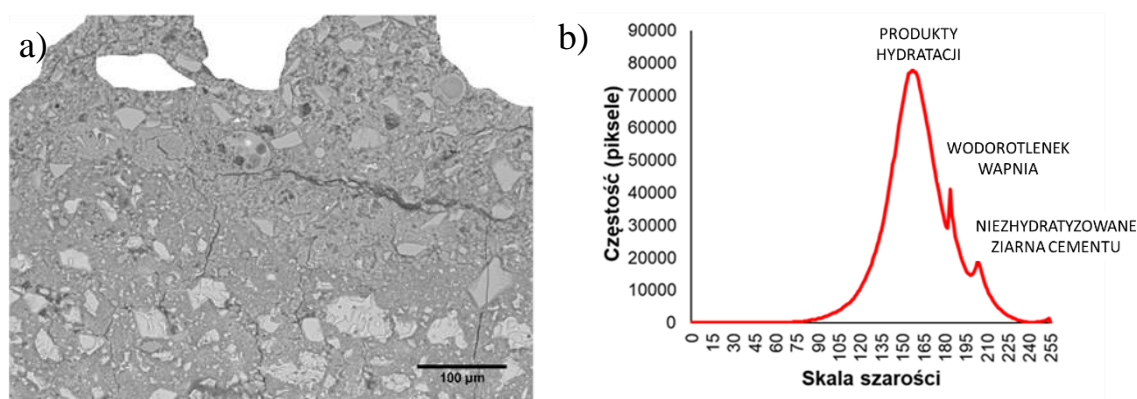 a)
100 µm
b)
PRODUKTY
HYDRATACJI
WODOROTLENEK
WAPNIA
NIEZHYDRATYZOWANE
ZIARNA CEMENTU
Częstość (piksele)
90000
80000
70000
60000
50000
40000
30000
20000
10000
0
0 15 30 45 60 75 90 105 120 135 150 165 180 195 210 225 240 255
Skala szarości